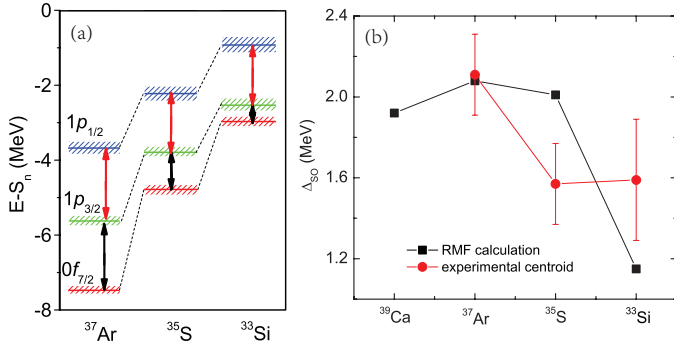 (a)
E-Sₙ (MeV)
0
-2
-4
-6
-8
1p₁/₂
1p₃/₂
0f₇/₂
³⁷Ar
³⁵S
³³Si
(b)
Δ_SO (MeV)
2.4
2.0
1.6
1.2
RMF calculation
experimental centroid
³⁹Ca
³⁷Ar
³⁵S
³³Si